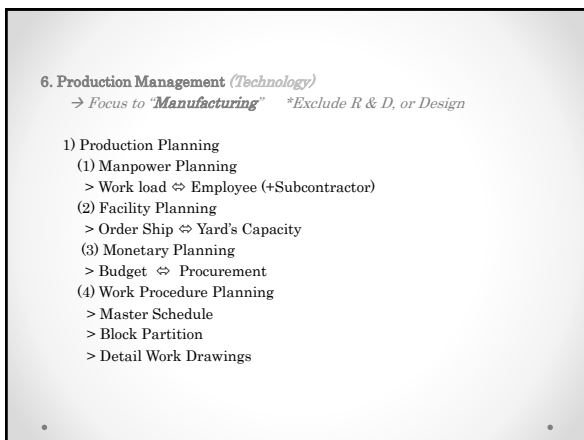 6. Production Management (Technology)
→ Focus to “Manufacturing” *Exclude R & D, or Design
1) Production Planning
(1) Manpower Planning
> Work load ⇔ Employee (+Subcontractor)
(2) Facility Planning
> Order Ship ⇔ Yard’s Capacity
(3) Monetary Planning
> Budget ⇔ Procurement
(4) Work Procedure Planning
> Master Schedule
> Block Partition
> Detail Work Drawings